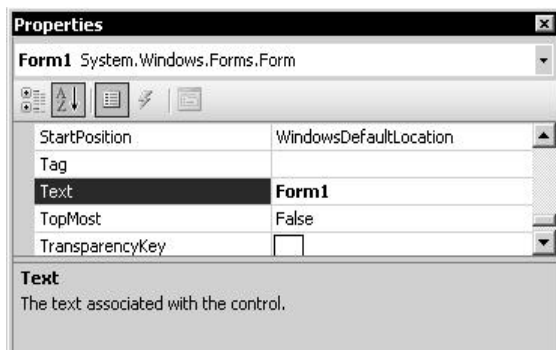 Properties
Form1 System.Windows.Forms.Form
StartPosition WindowsDefaultLocation
Tag
Text Form1
TopMost False
TransparencyKey
Text
The text associated with the control.